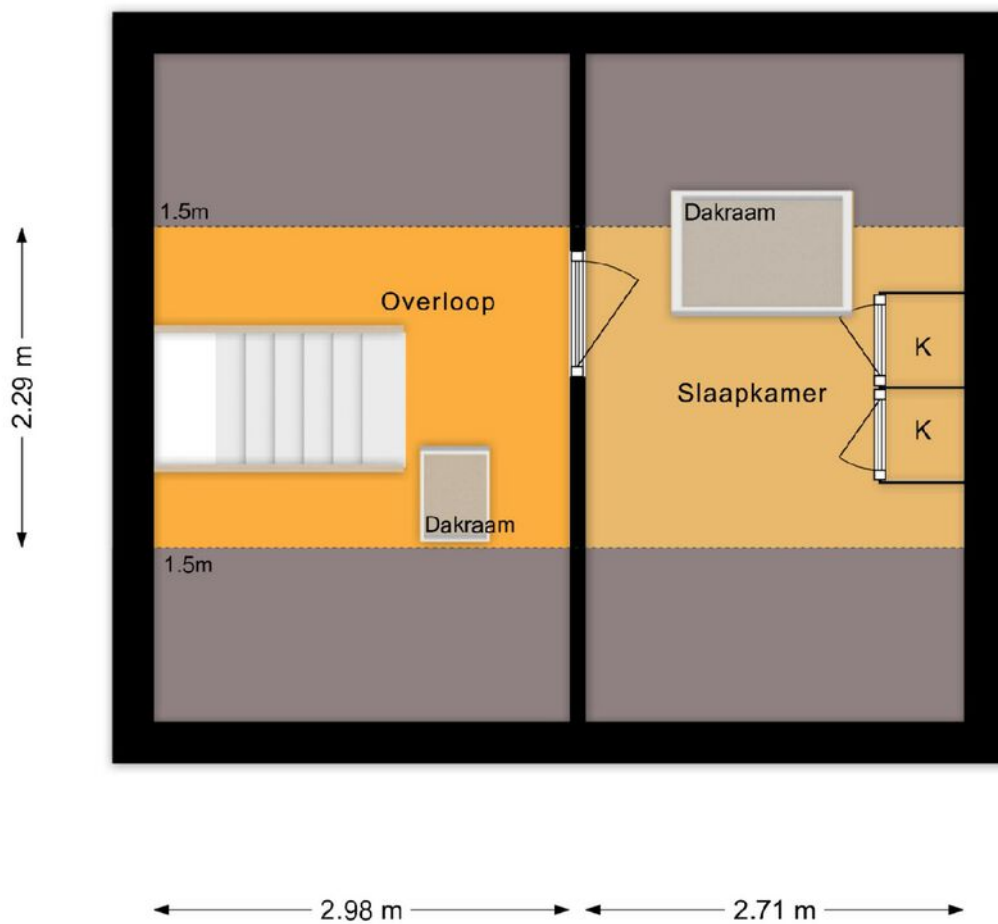 1.5m
Dakraam
Overloop
K
Slaapkamer
K
2.29 m
Dakraam
1.5m
2.98 m
2.71 m